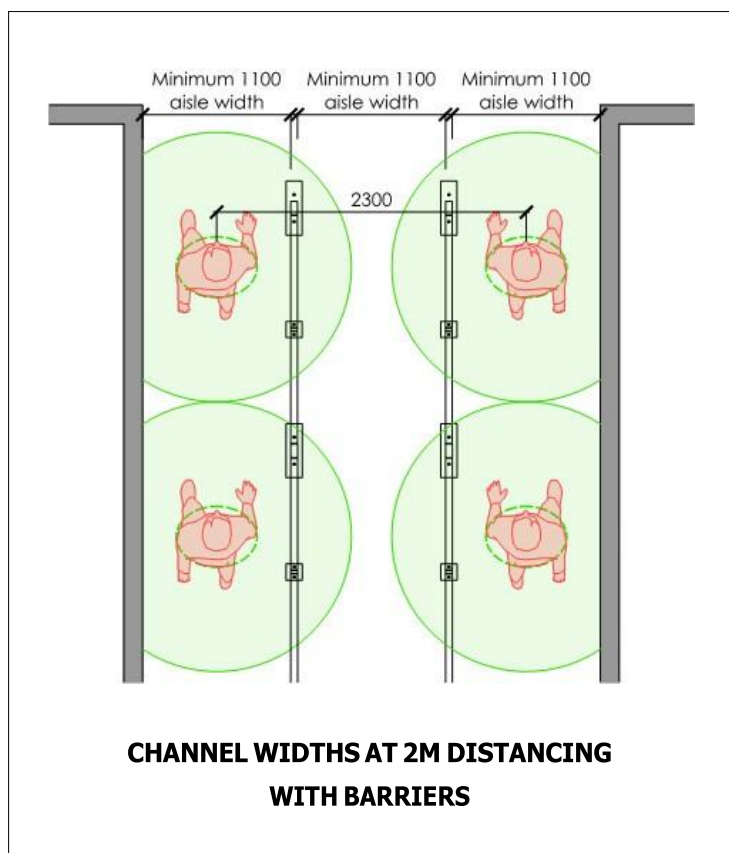 Minimum 1100 Minimum 1100 Minimum 1100
aisle width aisle width aisle width
2300
CHANNEL WIDTHS AT 2M DISTANCING
WITH BARRIERS